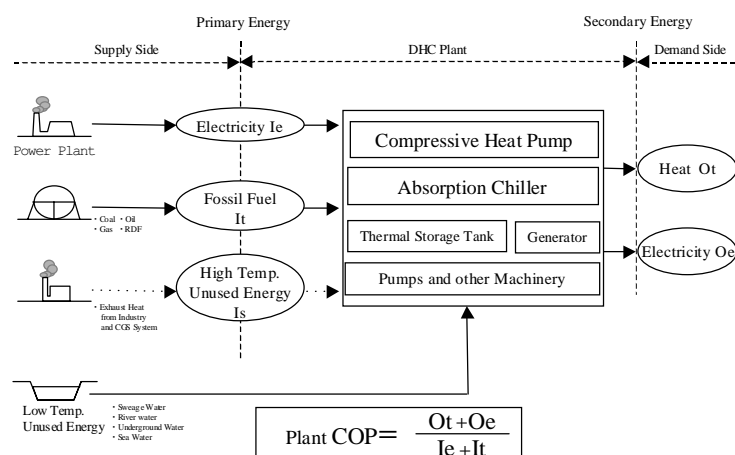 Primary Energy
Secondary Energy
Supply Side
DHC Plant
Demand Side
Power Plant
Electricity Ie
Compressive Heat Pump
Absorption Chiller
Thermal Storage Tank
Generator
Pumps and other Machinery
Heat Ot
Electricity Oe
Fossil Fuel
It
・Coal ・Oil
・Gas ・RDF
High Temp.
Unused Energy
Is
・Exhaust Heat
from Industry
and CGS System
Low Temp.
Unused Energy
・Sweage Water
・River water
・Underground Water
・Sea Water
Plant COP= Ot+Oe
Ie+It